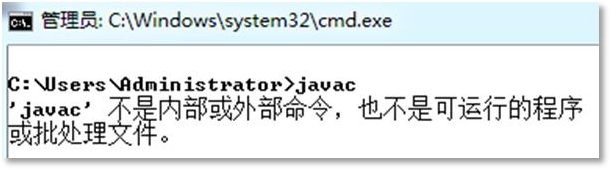 管理员: C:\Windows\system32\cmd.exe
C:\Users\Administrator>javac
'javac' 不是内部或外部命令，也不是可运行的程序
或批处理文件。